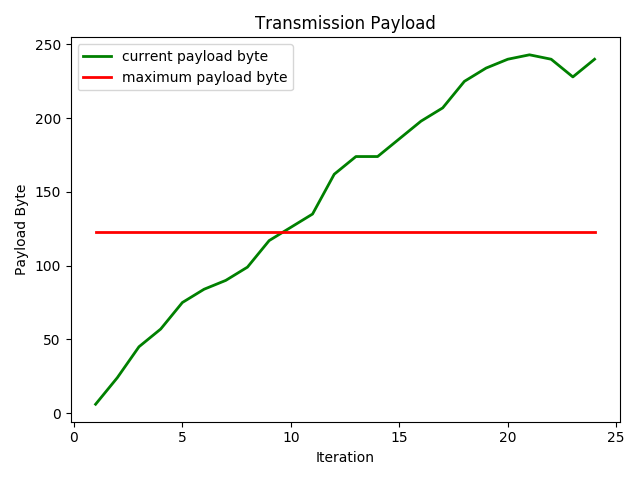 Transmission Payload
current payload byte
maximum payload byte
Payload Byte
250
200
150
100
50
0
0 5 10 15 20 25
Iteration